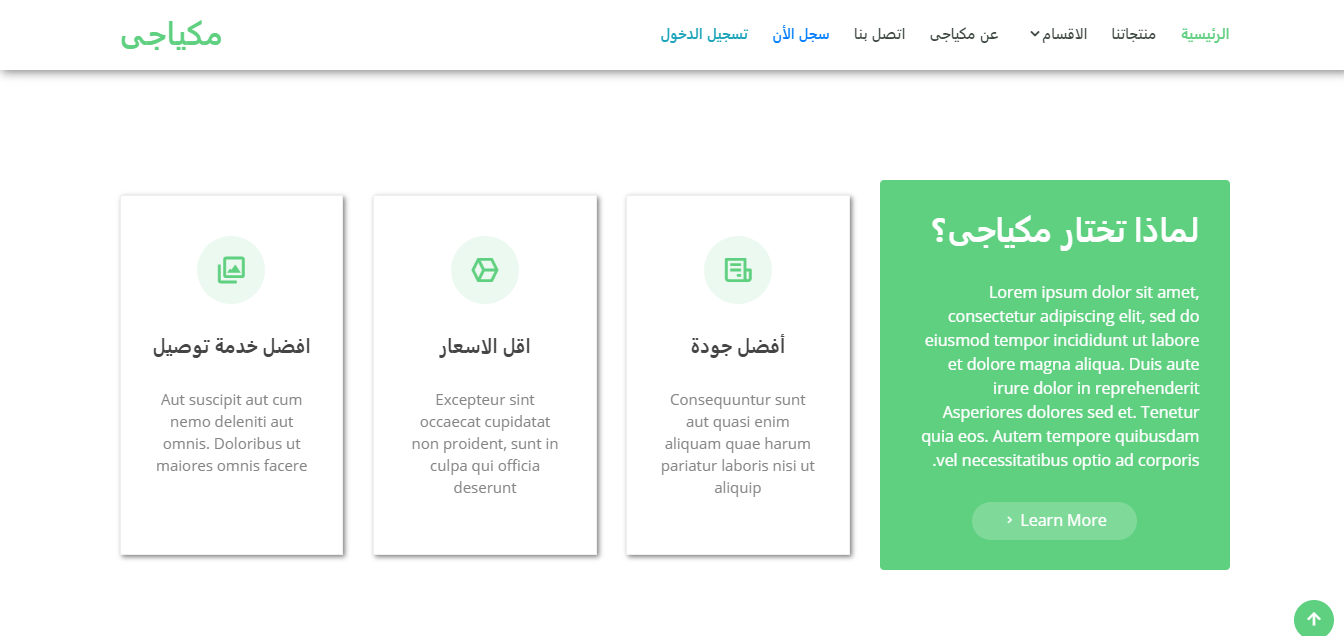 الرئيسية
منتجاتنا
الاقسام
عن مكياجى
اتصل بنا
سجل الأن
تسجيل الدخول
مكياجى
لماذا تختار مكياجى؟
Lorem ipsum dolor sit amet,
consectetur adipiscing elit, sed do
eiusmod tempor incididunt ut labore
et dolore magna aliqua. Duis aute
irure dolor in reprehenderit
Asperiores dolores sed et. Tenetur
quia eos. Autem tempore quibusdam
.vel necessitatibus optio ad corporis
Learn More
أفضل جودة
Consequuntur sunt
aut quasi enim
aliquam quae harum
pariatur laboris nisi ut
aliquip
اقل الاسعار
Excepteur sint
occaecat cupidatat
non proident, sunt in
culpa qui officia
deserunt
افضل خدمة توصيل
Aut suscipit aut cum
nemo deleniti aut
omnis. Doloribus ut
maiores omnis facere